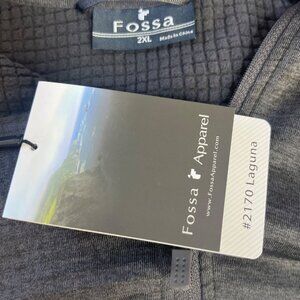 Fossa
2XL
Made in China
Fossa Apparel
www.FossaApparel.com
#2170 Laguna